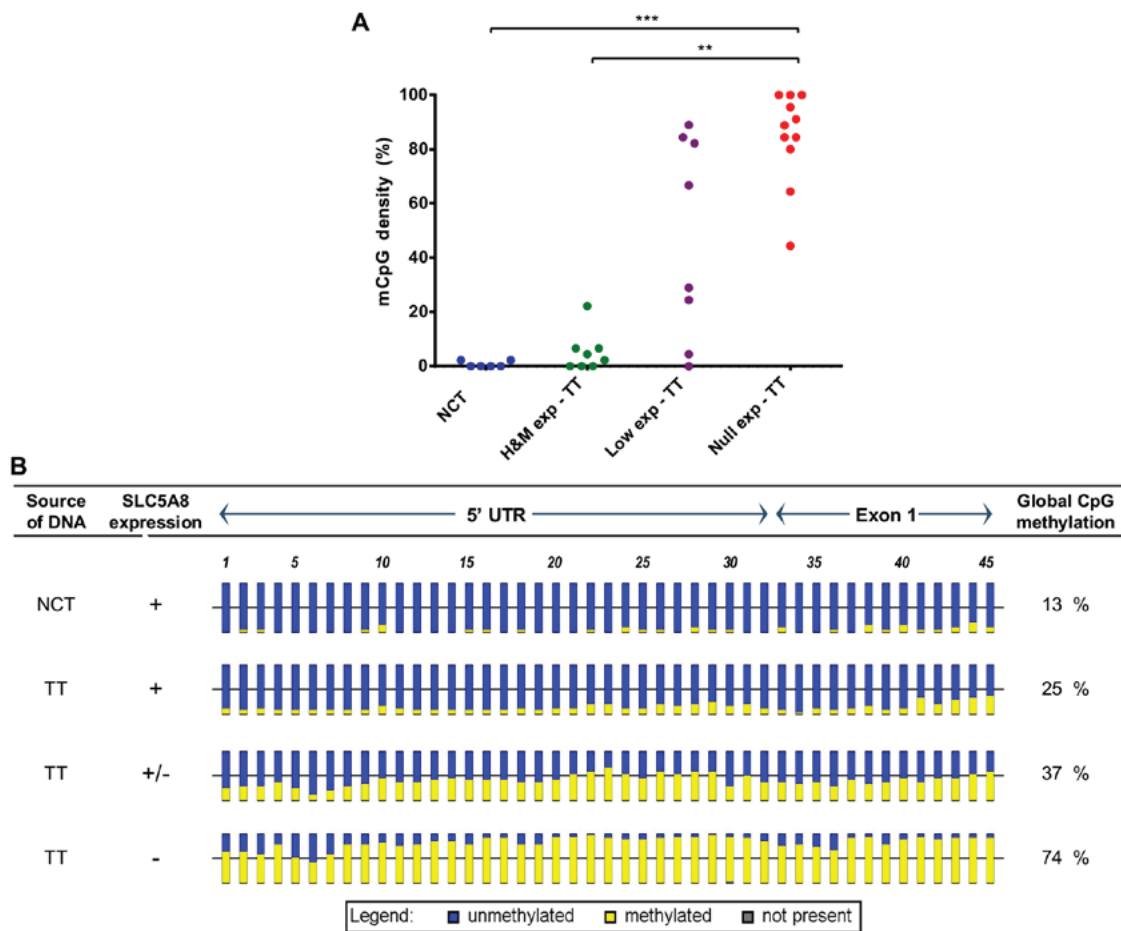 A
***
**
mCpG density (%)
100
80
60
40
20
0
NCT
H&M exp - TT
Low exp - TT
Null exp - TT
B
Source of DNA
SLC5A8 expression
5' UTR
Exon 1
Global CpG methylation
1 5 10 15 20 25 30 35 40 45
NCT + 13 %
TT + 25 %
TT +/- 37 %
TT - 74 %
Legend: unmethylated methylated not present